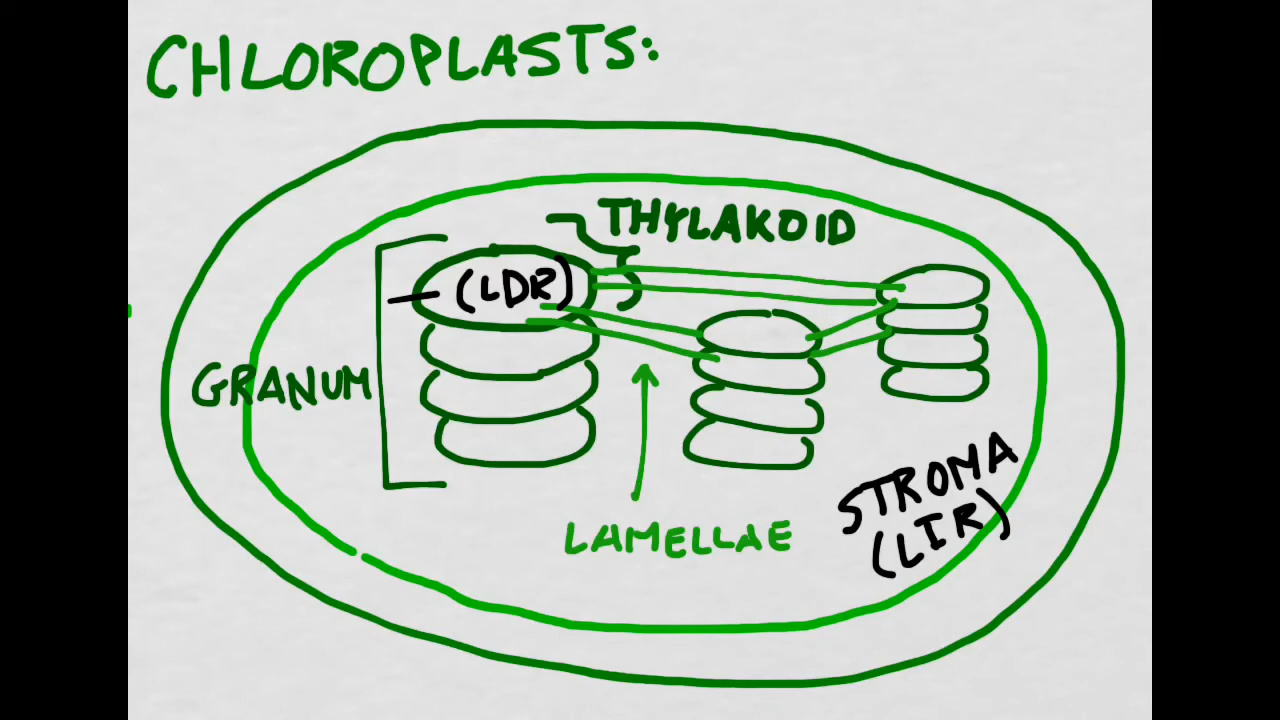 CHLOROPLASTS:
THYLAKOID
(LDR)
GRANUM
LAMELLAE
STROMA
(LIR)